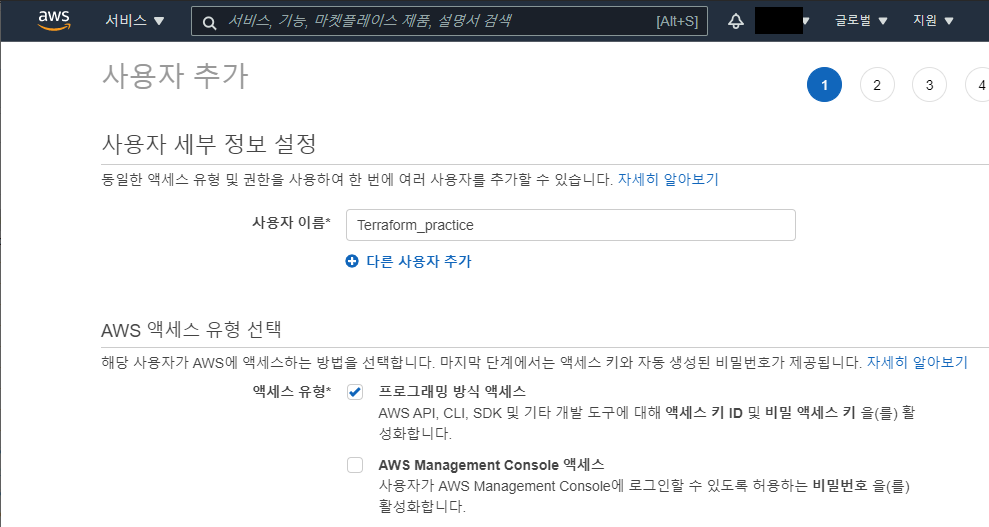 aws 서비스 ▼ 서비스, 기능, 마켓플레이스 제품, 설명서 검색 [Alt+S] 글로벌 ▼ 지원 ▼
사용자 추가
1 2 3 4
사용자 세부 정보 설정
동일한 액세스 유형 및 권한을 사용하여 한 번에 여러 사용자를 추가할 수 있습니다. 자세히 알아보기
사용자 이름* Terraform_practice
다른 사용자 추가
AWS 액세스 유형 선택
해당 사용자가 AWS에 액세스하는 방법을 선택합니다. 마지막 단계에서는 액세스 키와 자동 생성된 비밀번호가 제공됩니다. 자세히 알아보기
액세스 유형* 프로그래밍 방식 액세스
AWS API, CLI, SDK 및 기타 개발 도구에 대해 액세스 키 ID 및 비밀 액세스 키 을(를) 활
성화합니다.
AWS Management Console 액세스
사용자가 AWS Management Console에 로그인할 수 있도록 허용하는 비밀번호 을(를)
활성화합니다.